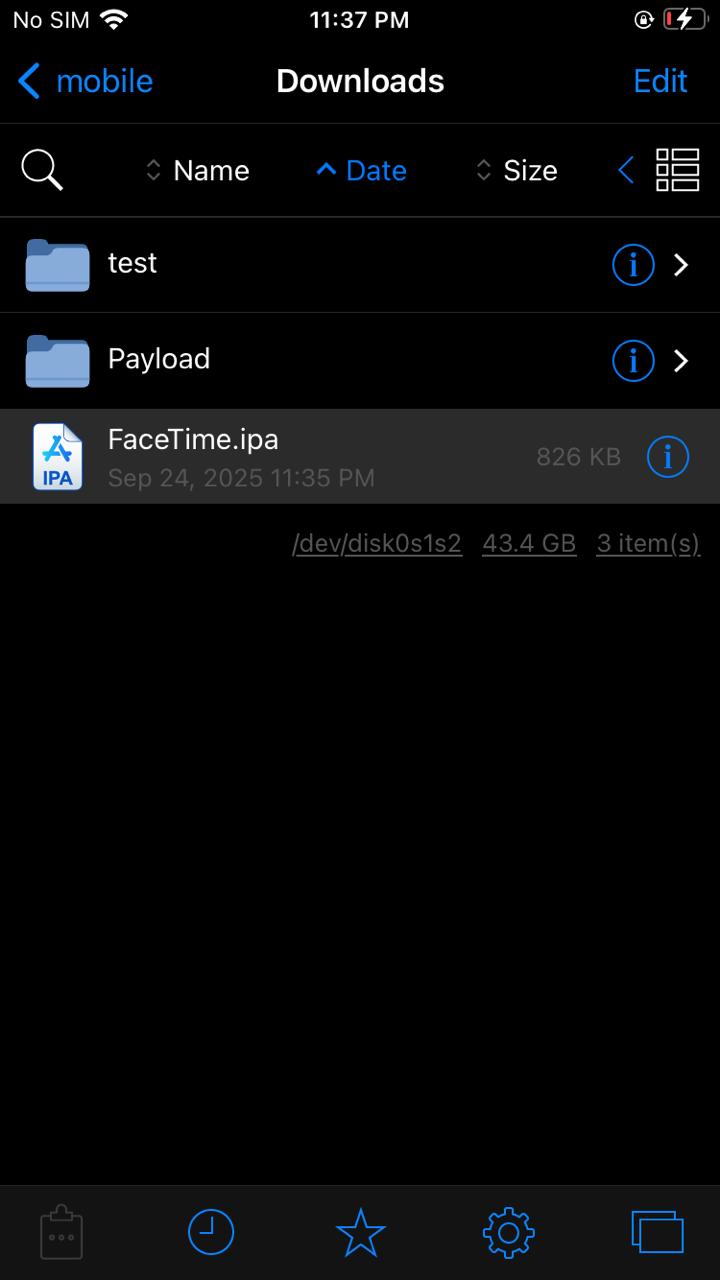 No SIM 11:37 PM
mobile Downloads Edit
Name Date Size
test
Payload
FaceTime.ipa
IPA Sep 24, 2025 11:35 PM 826 KB
/dev/disk0s1s2 43.4 GB 3 item(s)